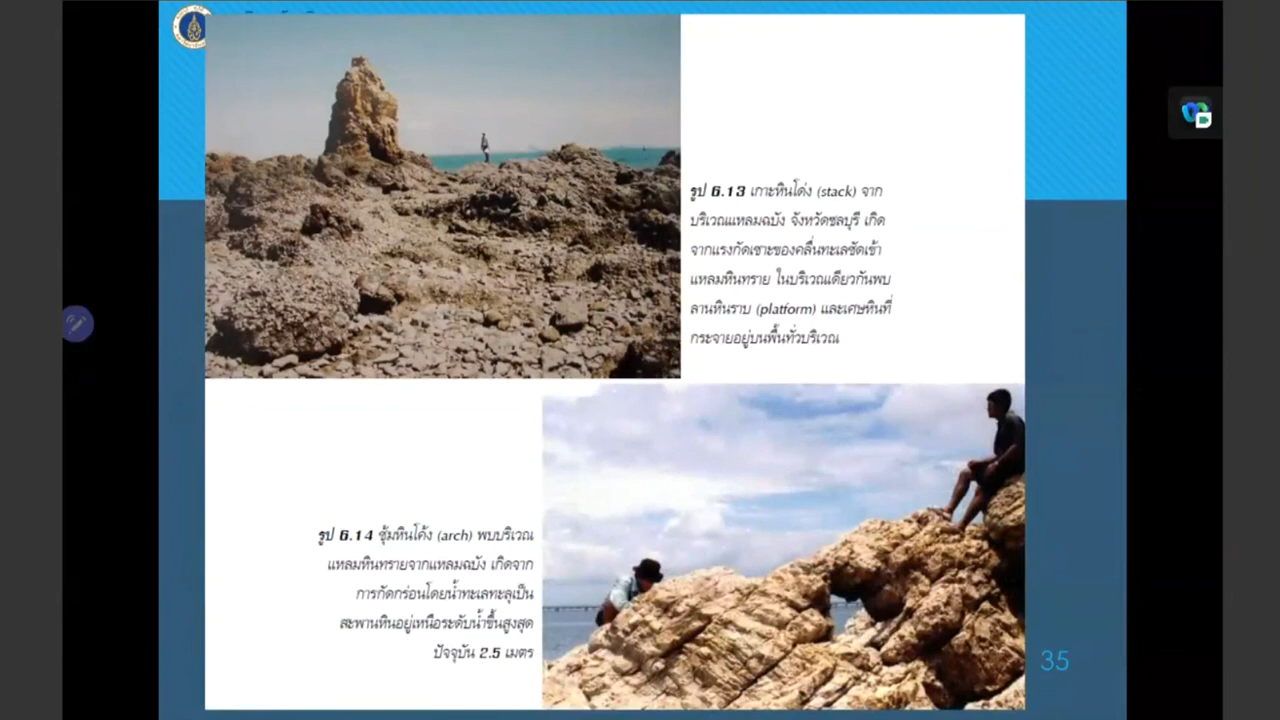 รูป 6.13 เกาะหินโด่ง (stack) จาก
บริเวณแหลมฉบัง จังหวัดชลบุรี เกิด
จากแรงกัดเซาะของคลื่นทะเลซัดเข้า
แหลมหินทราย ในบริเวณเดียวกันพบ
ลานหินราบ (platform) และเศษหินที่
กระจายอยู่บนพื้นทั่วบริเวณ
รูป 6.14 ซุ้มหินโค้ง (arch) พบบริเวณ
แหลมหินทรายจากแหลมฉบัง เกิดจาก
การกัดกร่อนโดยน้ำทะเลทะลุเป็น
สะพานหินอยู่เหนือระดับน้ำขึ้นสูงสุด
ปัจจุบัน 2.5 เมตร
35